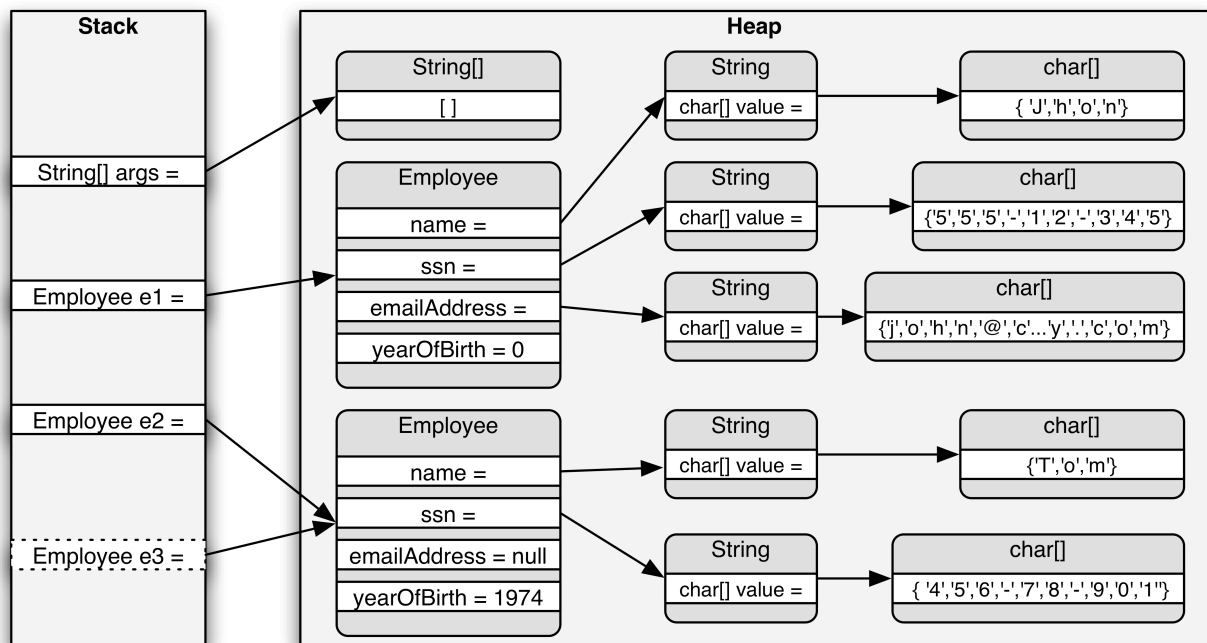 Stack
String[] args =
Employee e1 =
Employee e2 =
Employee e3 =
Heap
String[]
[ ]
Employee
name =
ssn =
emailAddress =
yearOfBirth = 0
String
char[] value =
char[]
{ 'J','h','o','n'}
String
char[] value =
char[]
{'5','5','5','-','1','2','-','3','4','5'}
String
char[] value =
char[]
{'j','o','h','n','@','c'...'y','.','c','o','m'}
Employee
name =
ssn =
emailAddress = null
yearOfBirth = 1974
String
char[] value =
char[]
{'T','o','m'}
String
char[] value =
char[]
{ '4','5','6','-','7','8','-','9','0','1''}